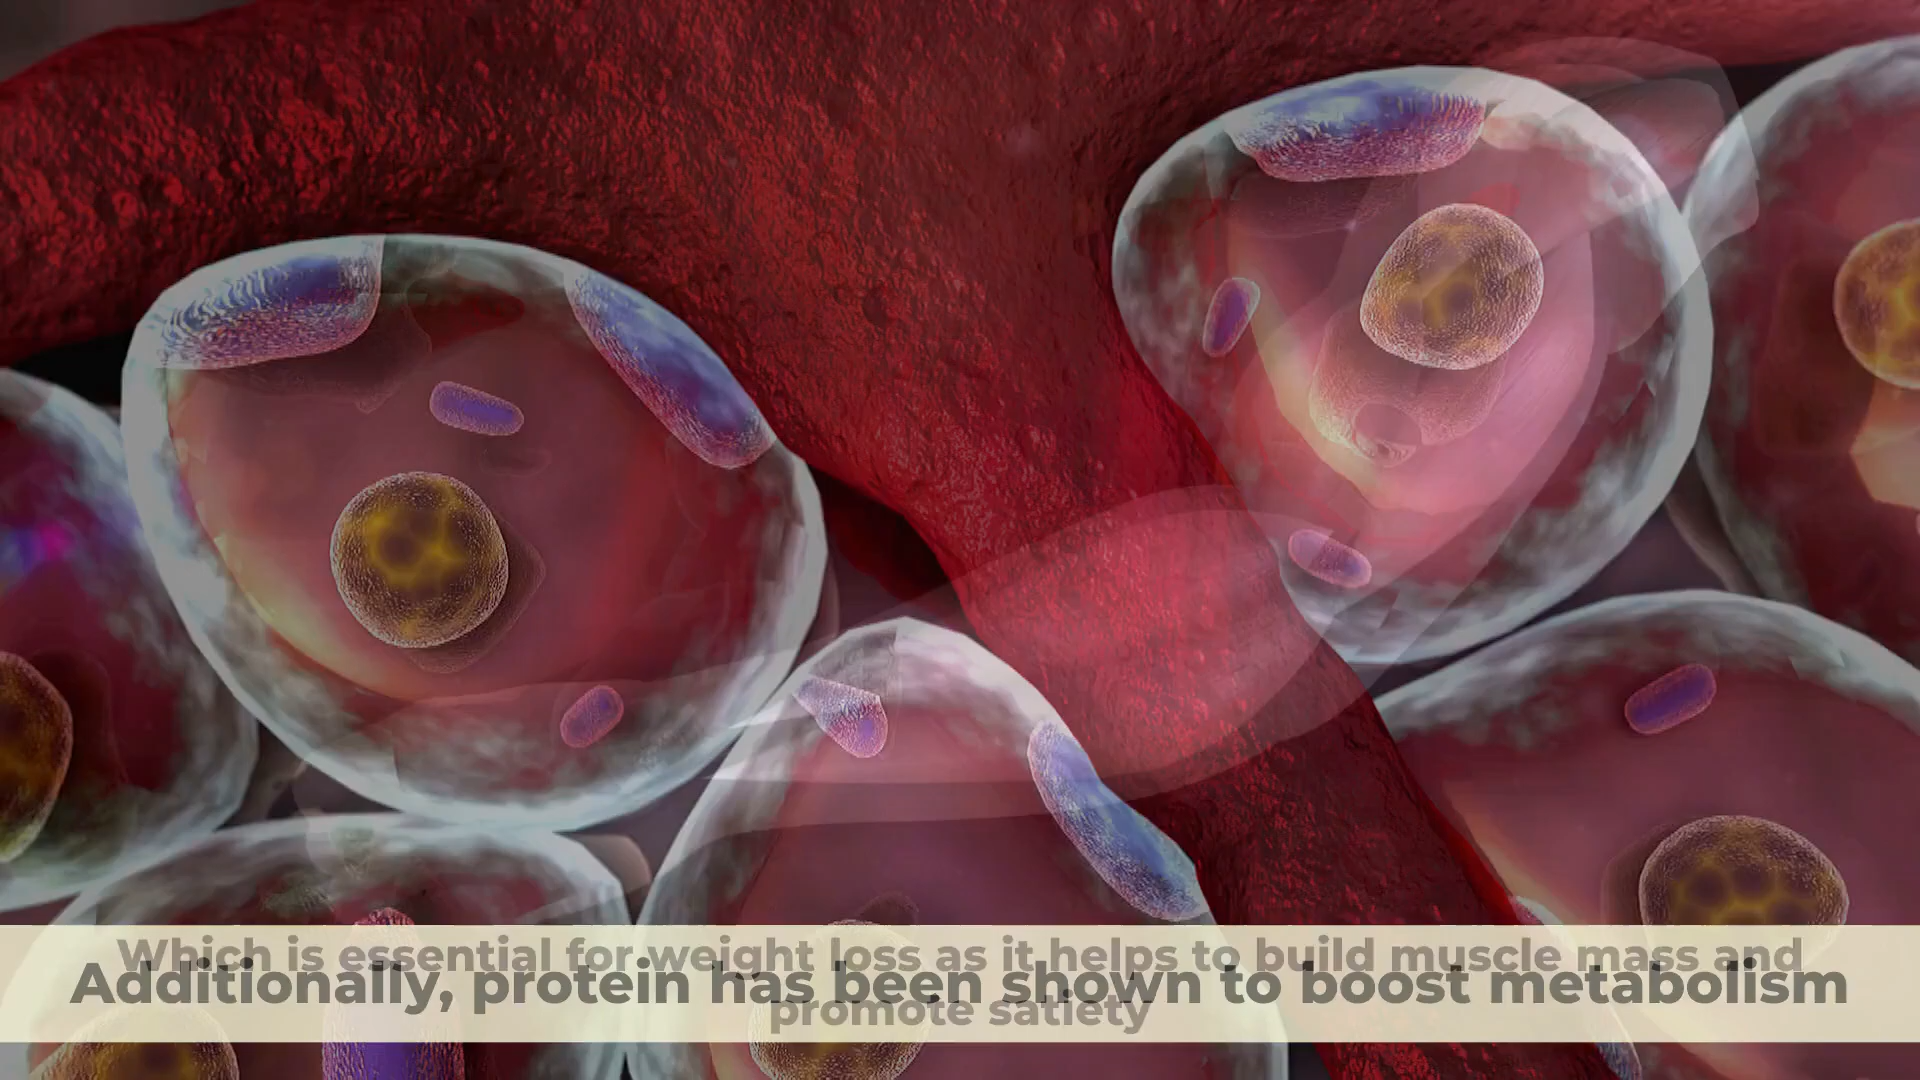 Which is essential for weight loss as it helps to build muscle mass and
Additionally, protein has been shown to boost metabolism
promote satiety